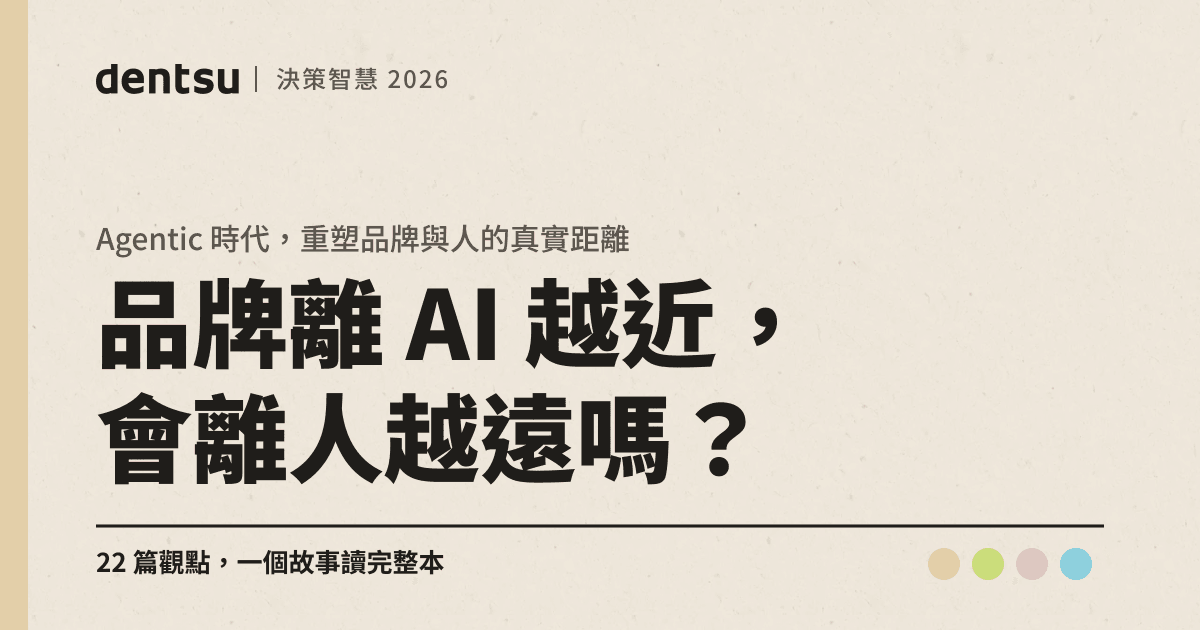 dentsu | 決策智慧 2026
Agentic 時代，重塑品牌與人的真實距離
品牌離 AI 越近，
會離人越遠嗎？
22 篇觀點，一個故事讀完整本